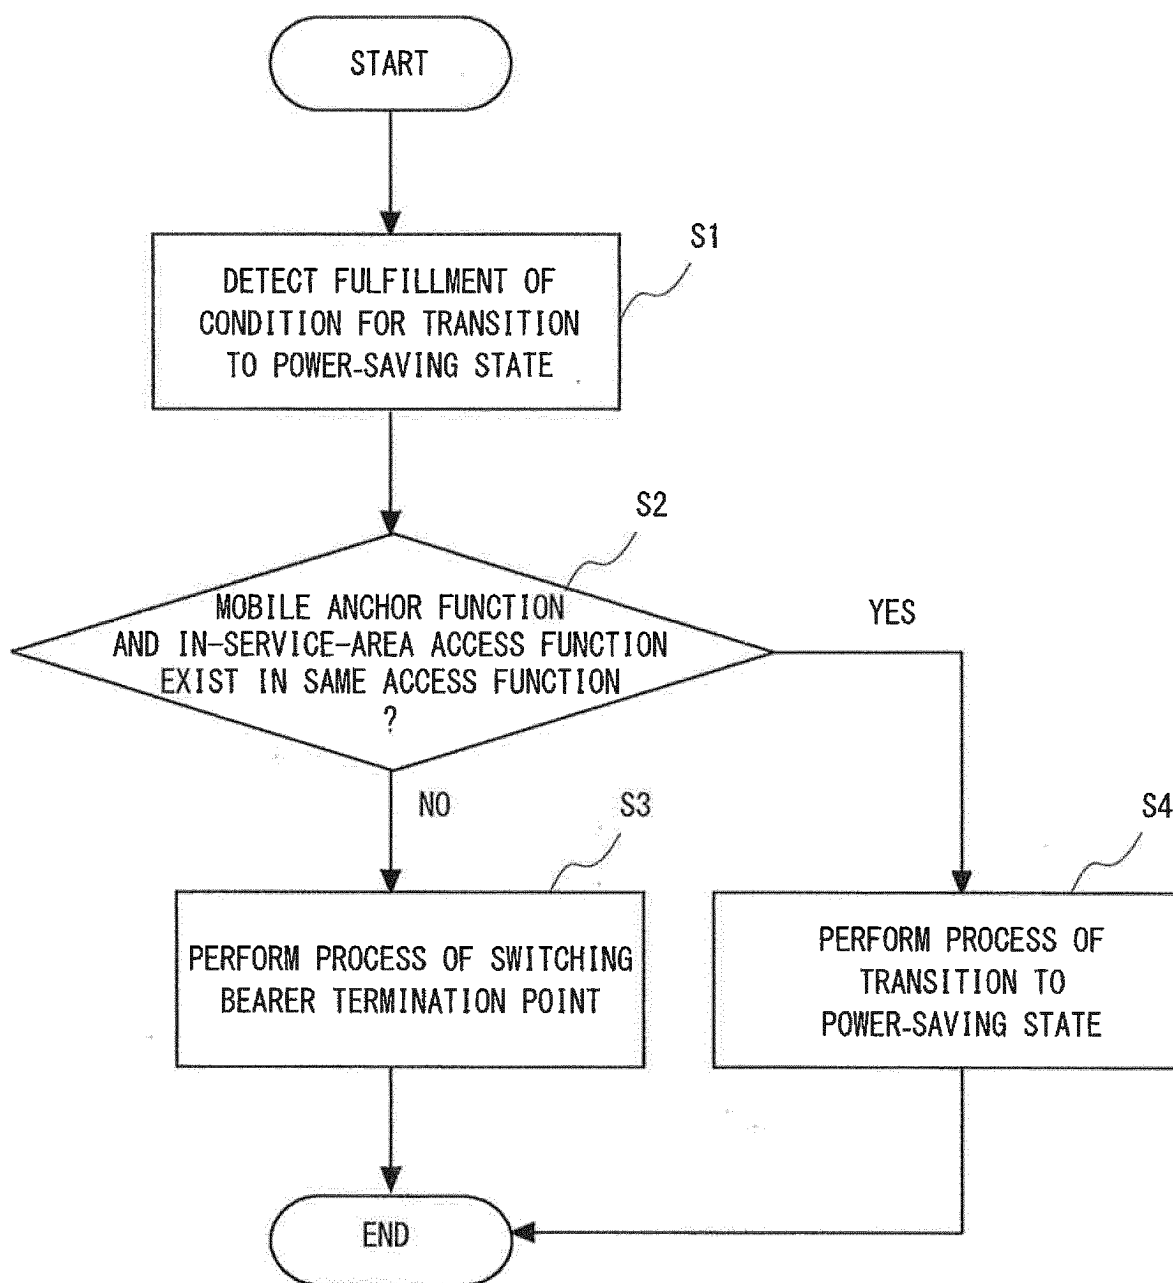 START
S1
DETECT FULFILLMENT OF
CONDITION FOR TRANSITION
TO POWER-SAVING STATE
S2
MOBILE ANCHOR FUNCTION
AND IN-SERVICE-AREA ACCESS FUNCTION
EXIST IN SAME ACCESS FUNCTION
?
YES
NO
S3
S4
PERFORM PROCESS OF SWITCHING
BEARER TERMINATION POINT
PERFORM PROCESS OF
TRANSITION TO
POWER-SAVING STATE
END